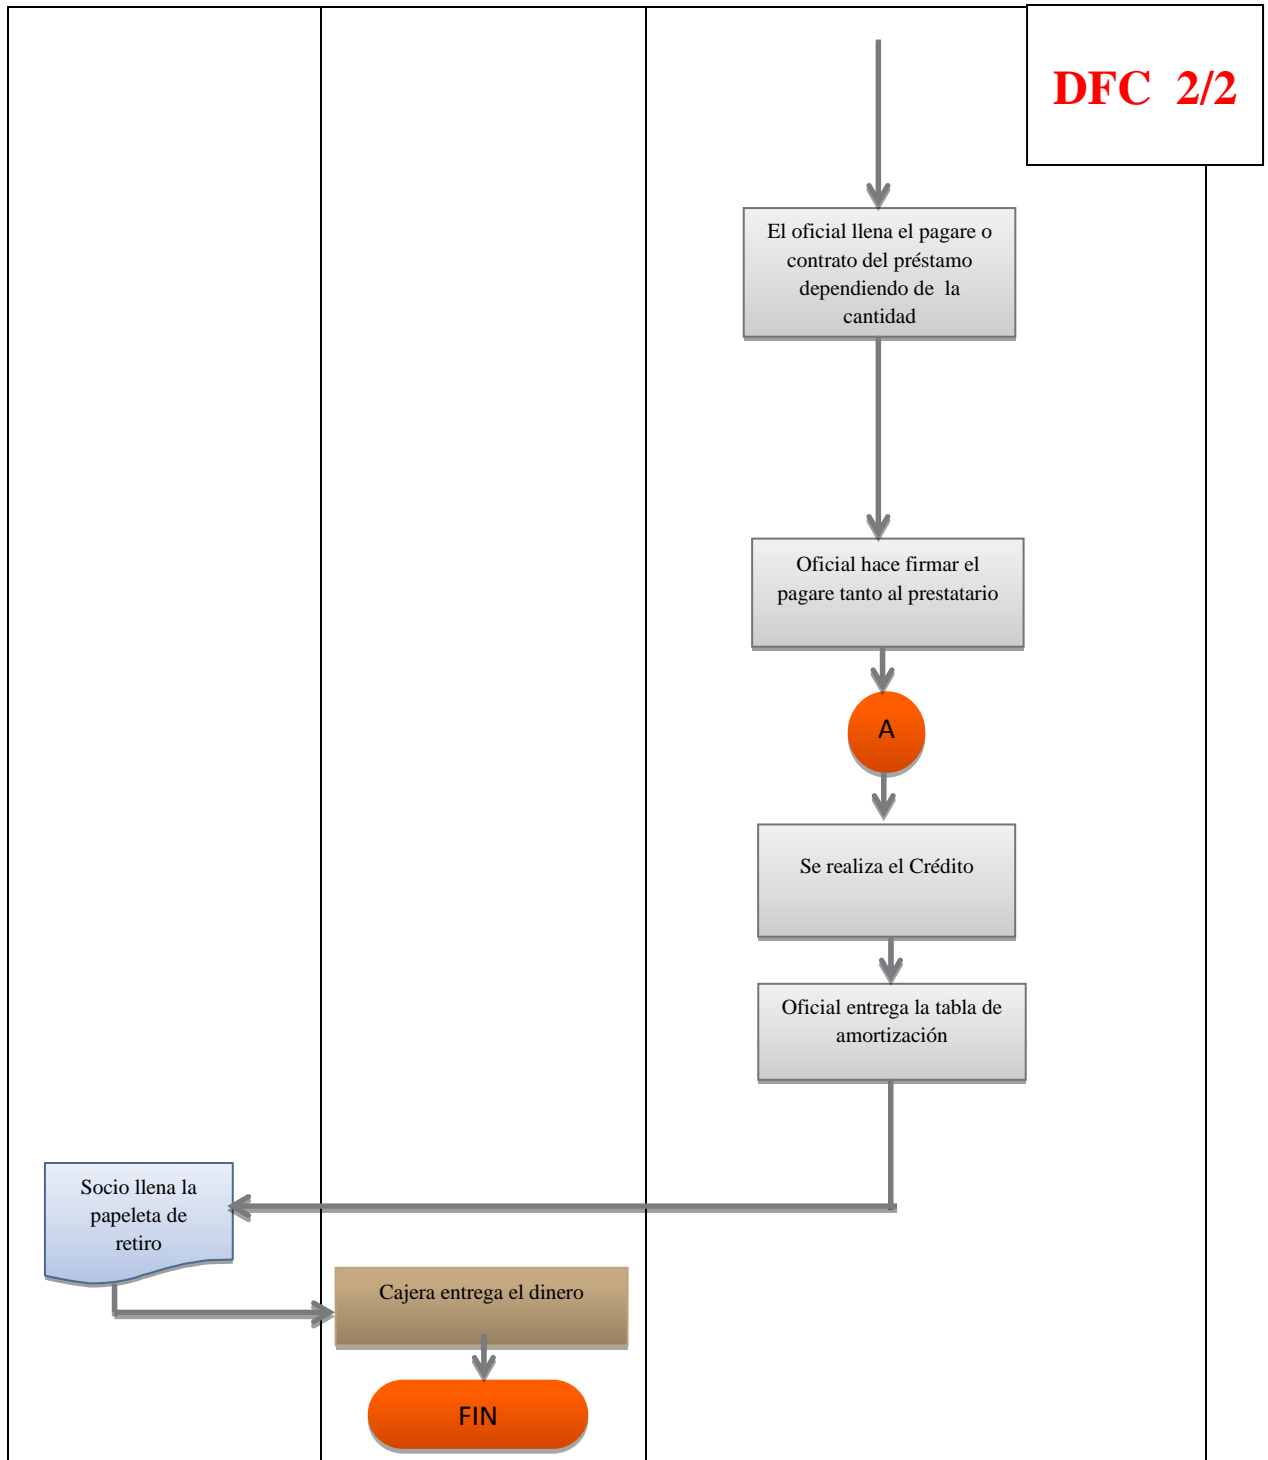 DFC 2/2
El oficial llena el pagare o
contrato del préstamo
dependiendo de la
cantidad
Oficial hace firmar el
pagare tanto al prestatario
A
Se realiza el Crédito
Oficial entrega la tabla de
amortización
Socio llena la
papeleta de
retiro
Cajera entrega el dinero
FIN